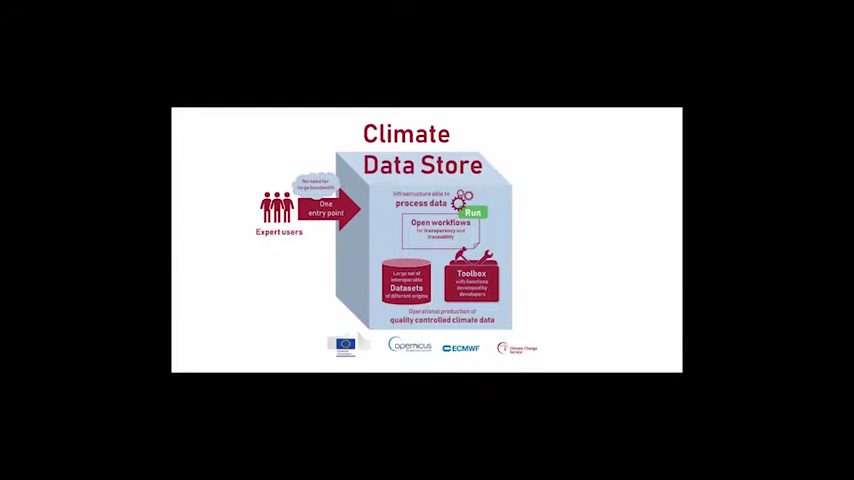 Climate
Data Store
No need for
large bandwidth
One
entry point
Expert users
Infrastructure able to
process data
Run
Open workflows
for transparency and
traceability
Large set of
interoperable
Datasets
of different origins
Toolbox
with functions
developed by
developers
Operational production of
quality controlled climate data
opernicus
ECMWF
Climate Change
Service